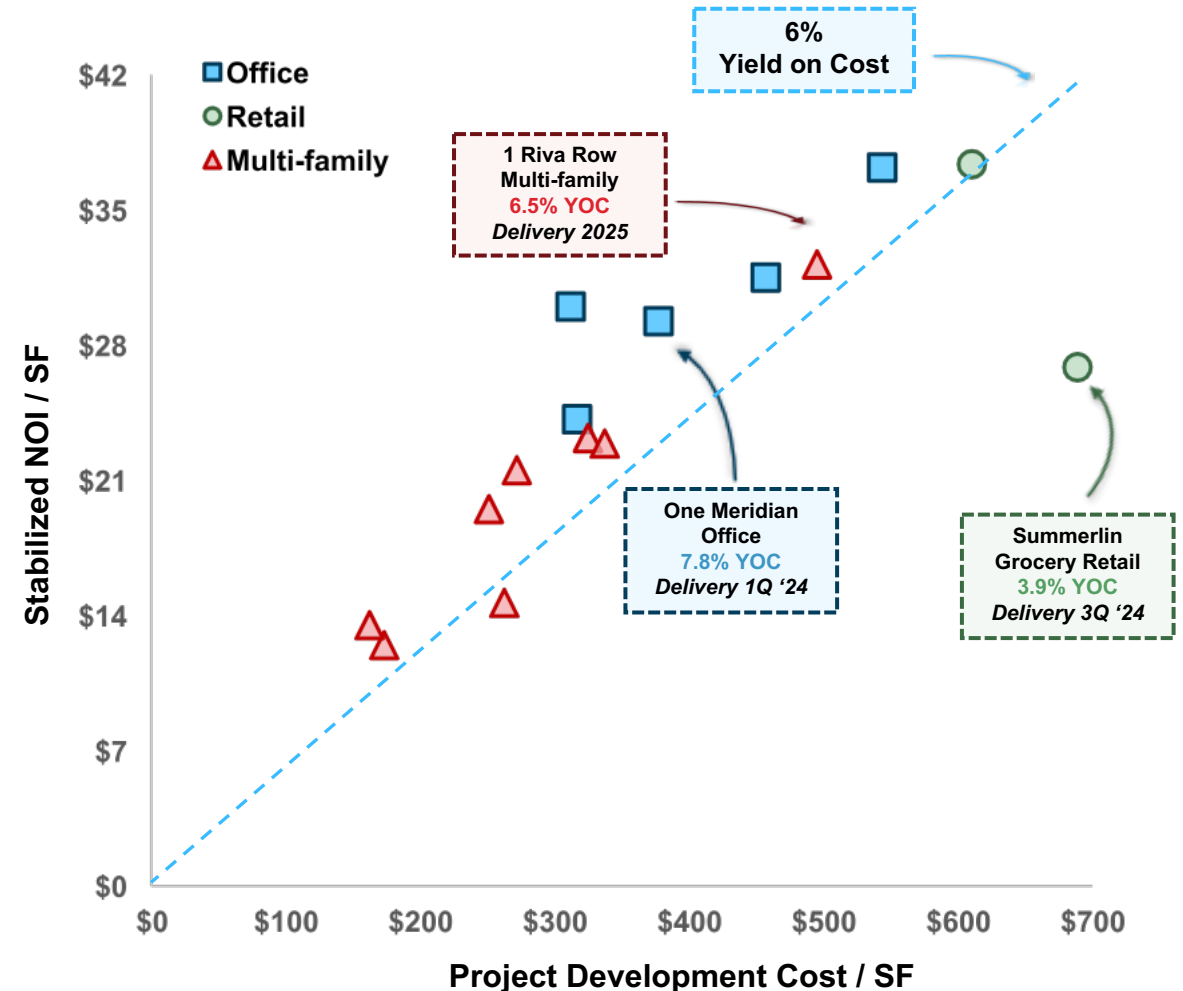 6%
Yield on Cost
$42
Office
Retail
Multi-family
1 Riva Row
Multi-family
6.5% YOC
Delivery 2025
$35
$28
$21
$14
$7
$0
Stabilized NOI / SF
One Meridian
Office
7.8% YOC
Delivery 1Q ‘24
Summerlin
Grocery Retail
3.9% YOC
Delivery 3Q ‘24
$0
$100
$200
$300
$400
$500
$600
$700
Project Development Cost / SF